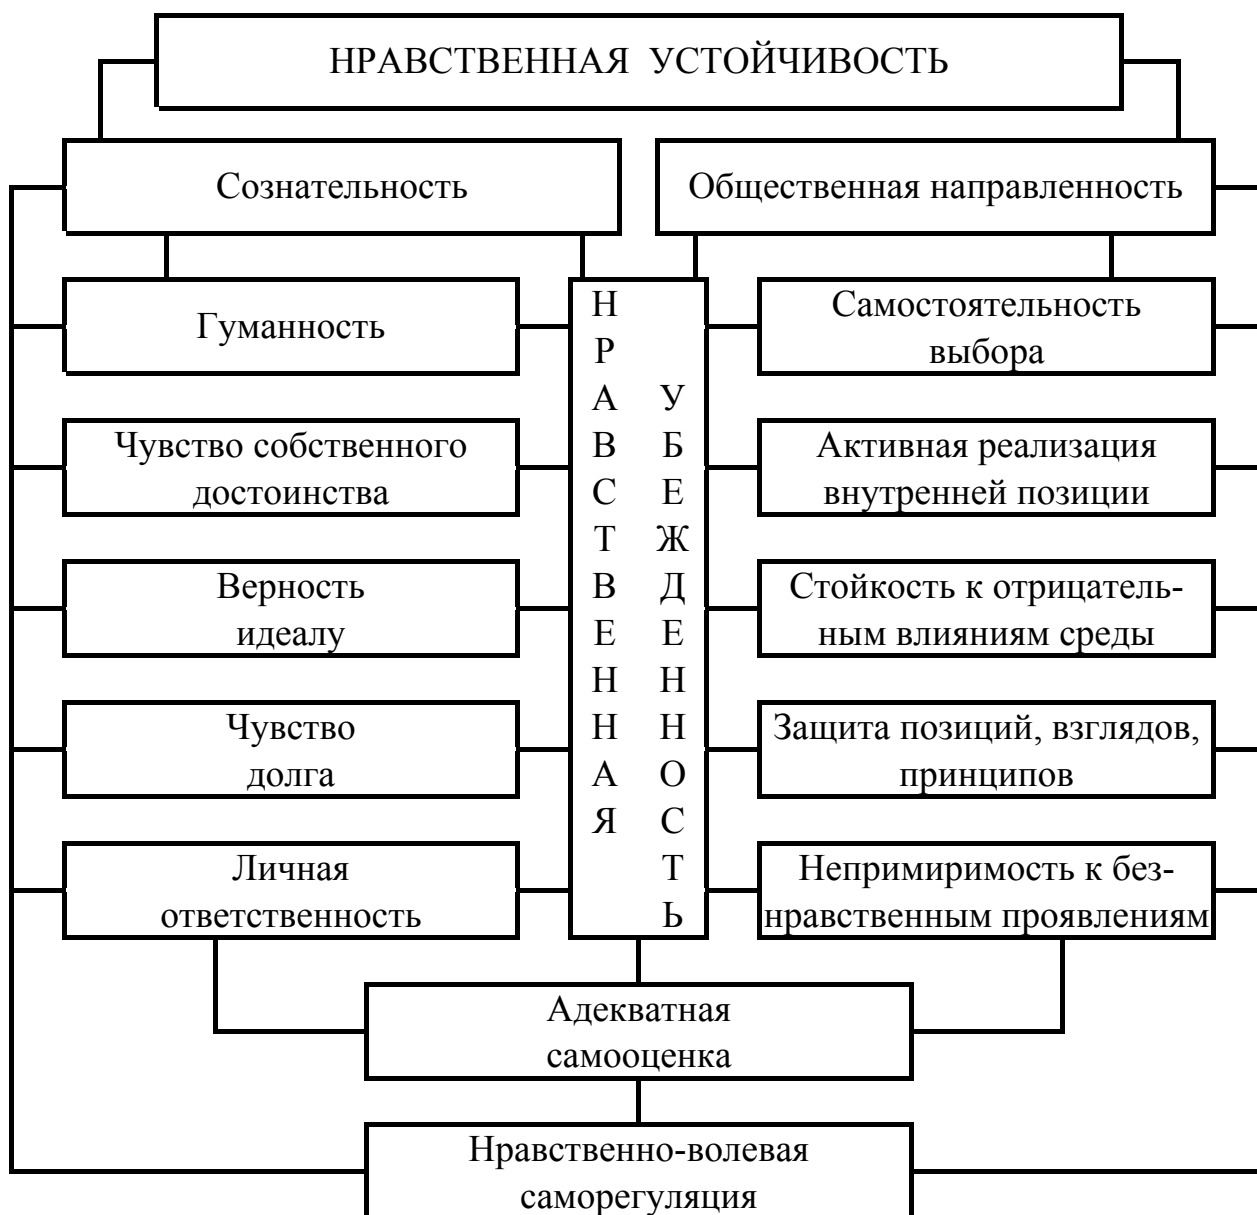 НРАВСТВЕННАЯ УСТОЙЧИВОСТЬ
Сознательность
Общественная направленность
Гуманность
Чувство собственного
достоинства
Верность
идеалу
Чувство
долга
Личная
ответственность
НРАВСТВЕННАЯ
УБЕЖДЕННОСТЬ
Самостоятельность
выбора
Активная реализация
внутренней позиции
Стойкость к отрицатель-
ным влияниям среды
Защита позиций, взглядов,
принципов
Непримиримость к без-
нравственным проявлениям
Адекватная
самооценка
Нравственно-волевая
саморегуляция